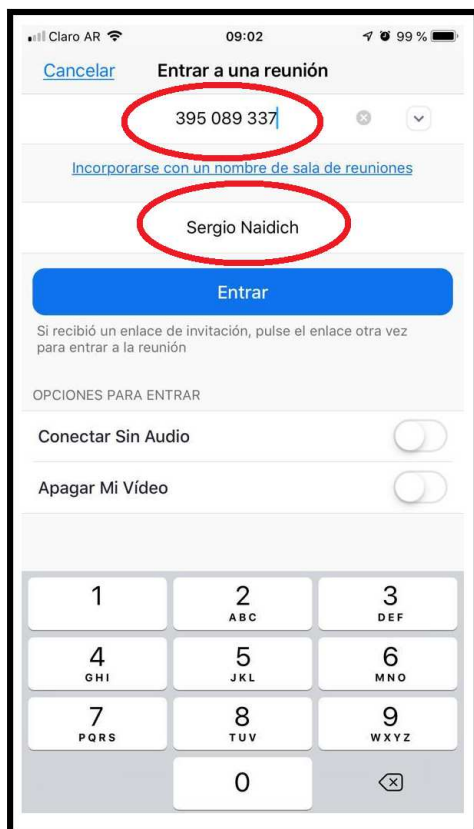 Claro AR 09:02 99 %
Cancelar Entrar a una reunión
395 089 337
Incorporarse con un nombre de sala de reuniones
Sergio Naidich
Entrar
Si recibió un enlace de invitación, pulse el enlace otra vez
para entrar a la reunión
OPCIONES PARA ENTRAR
Conectar Sin Audio
Apagar Mi Vídeo
1 2 3
ABC DEF
4 5 6
GHI JKL MNO
7 8 9
PQRS TUV WXYZ
0